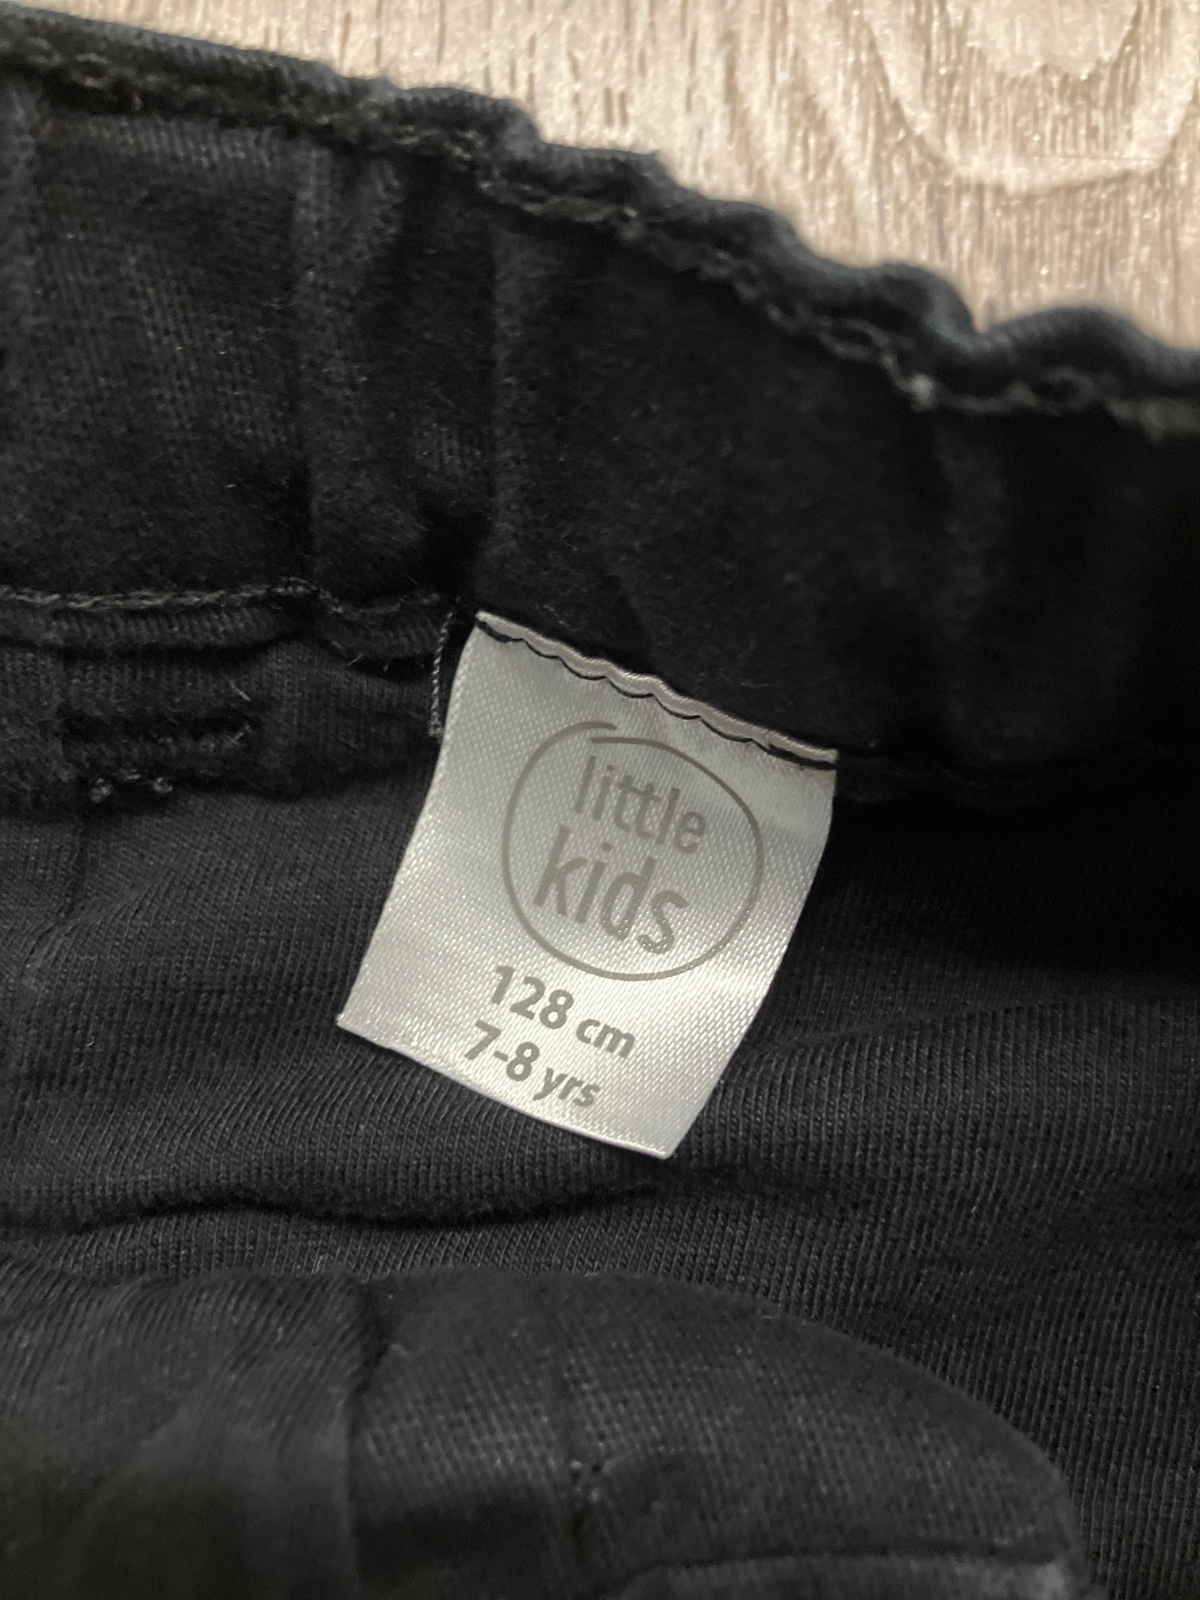 little
kids
128 cm
7-8 yrs